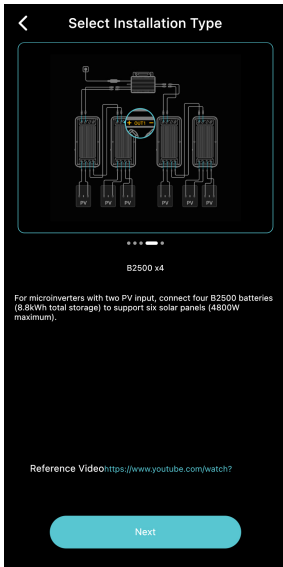 Select Installation Type
+ OUT1 -
PV PV PV PV PV PV
B2500 x4
For microinverters with two PV input, connect four B2500 batteries
(8.8kWh total storage) to support six solar panels (4800W
maximum).
Reference Videohttps://www.youtube.com/watch?
Next